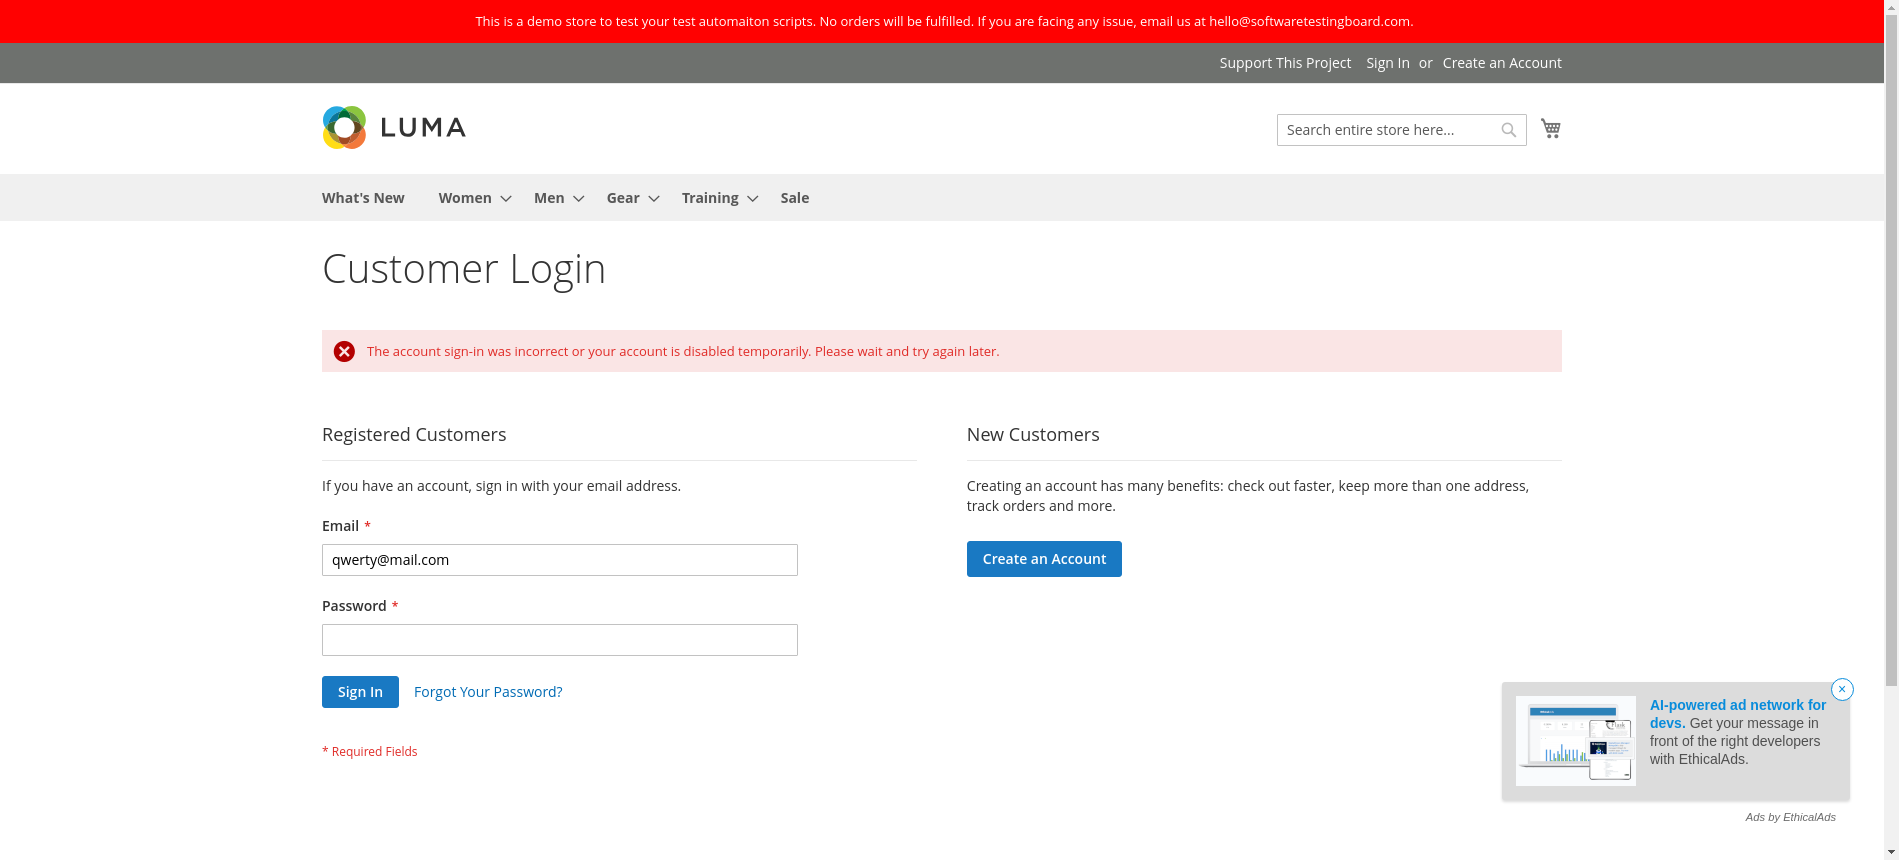 This is a demo store to test your test automaiton scripts. No orders will be fulfilled. If you are facing any issue, email us at hello@softwaretestingboard.com.
Support This Project Sign In or Create an Account
LUMA
Search entire store here...
What's New Women Men Gear Training Sale
Customer Login
The account sign-in was incorrect or your account is disabled temporarily. Please wait and try again later.
Registered Customers
If you have an account, sign in with your email address.
Email *
qwerty@mail.com
Password *
Sign In Forgot Your Password?
* Required Fields
New Customers
Creating an account has many benefits: check out faster, keep more than one address,
track orders and more.
Create an Account
AI-powered ad network for
devs. Get your message in
front of the right developers
with EthicalAds.
Ads by EthicalAds